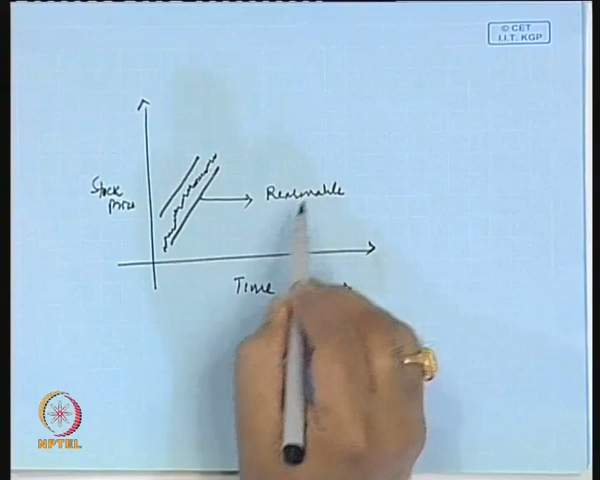 © CET
I.I.T. KGP
Stock
price
Reasonable
Time
NPTEL